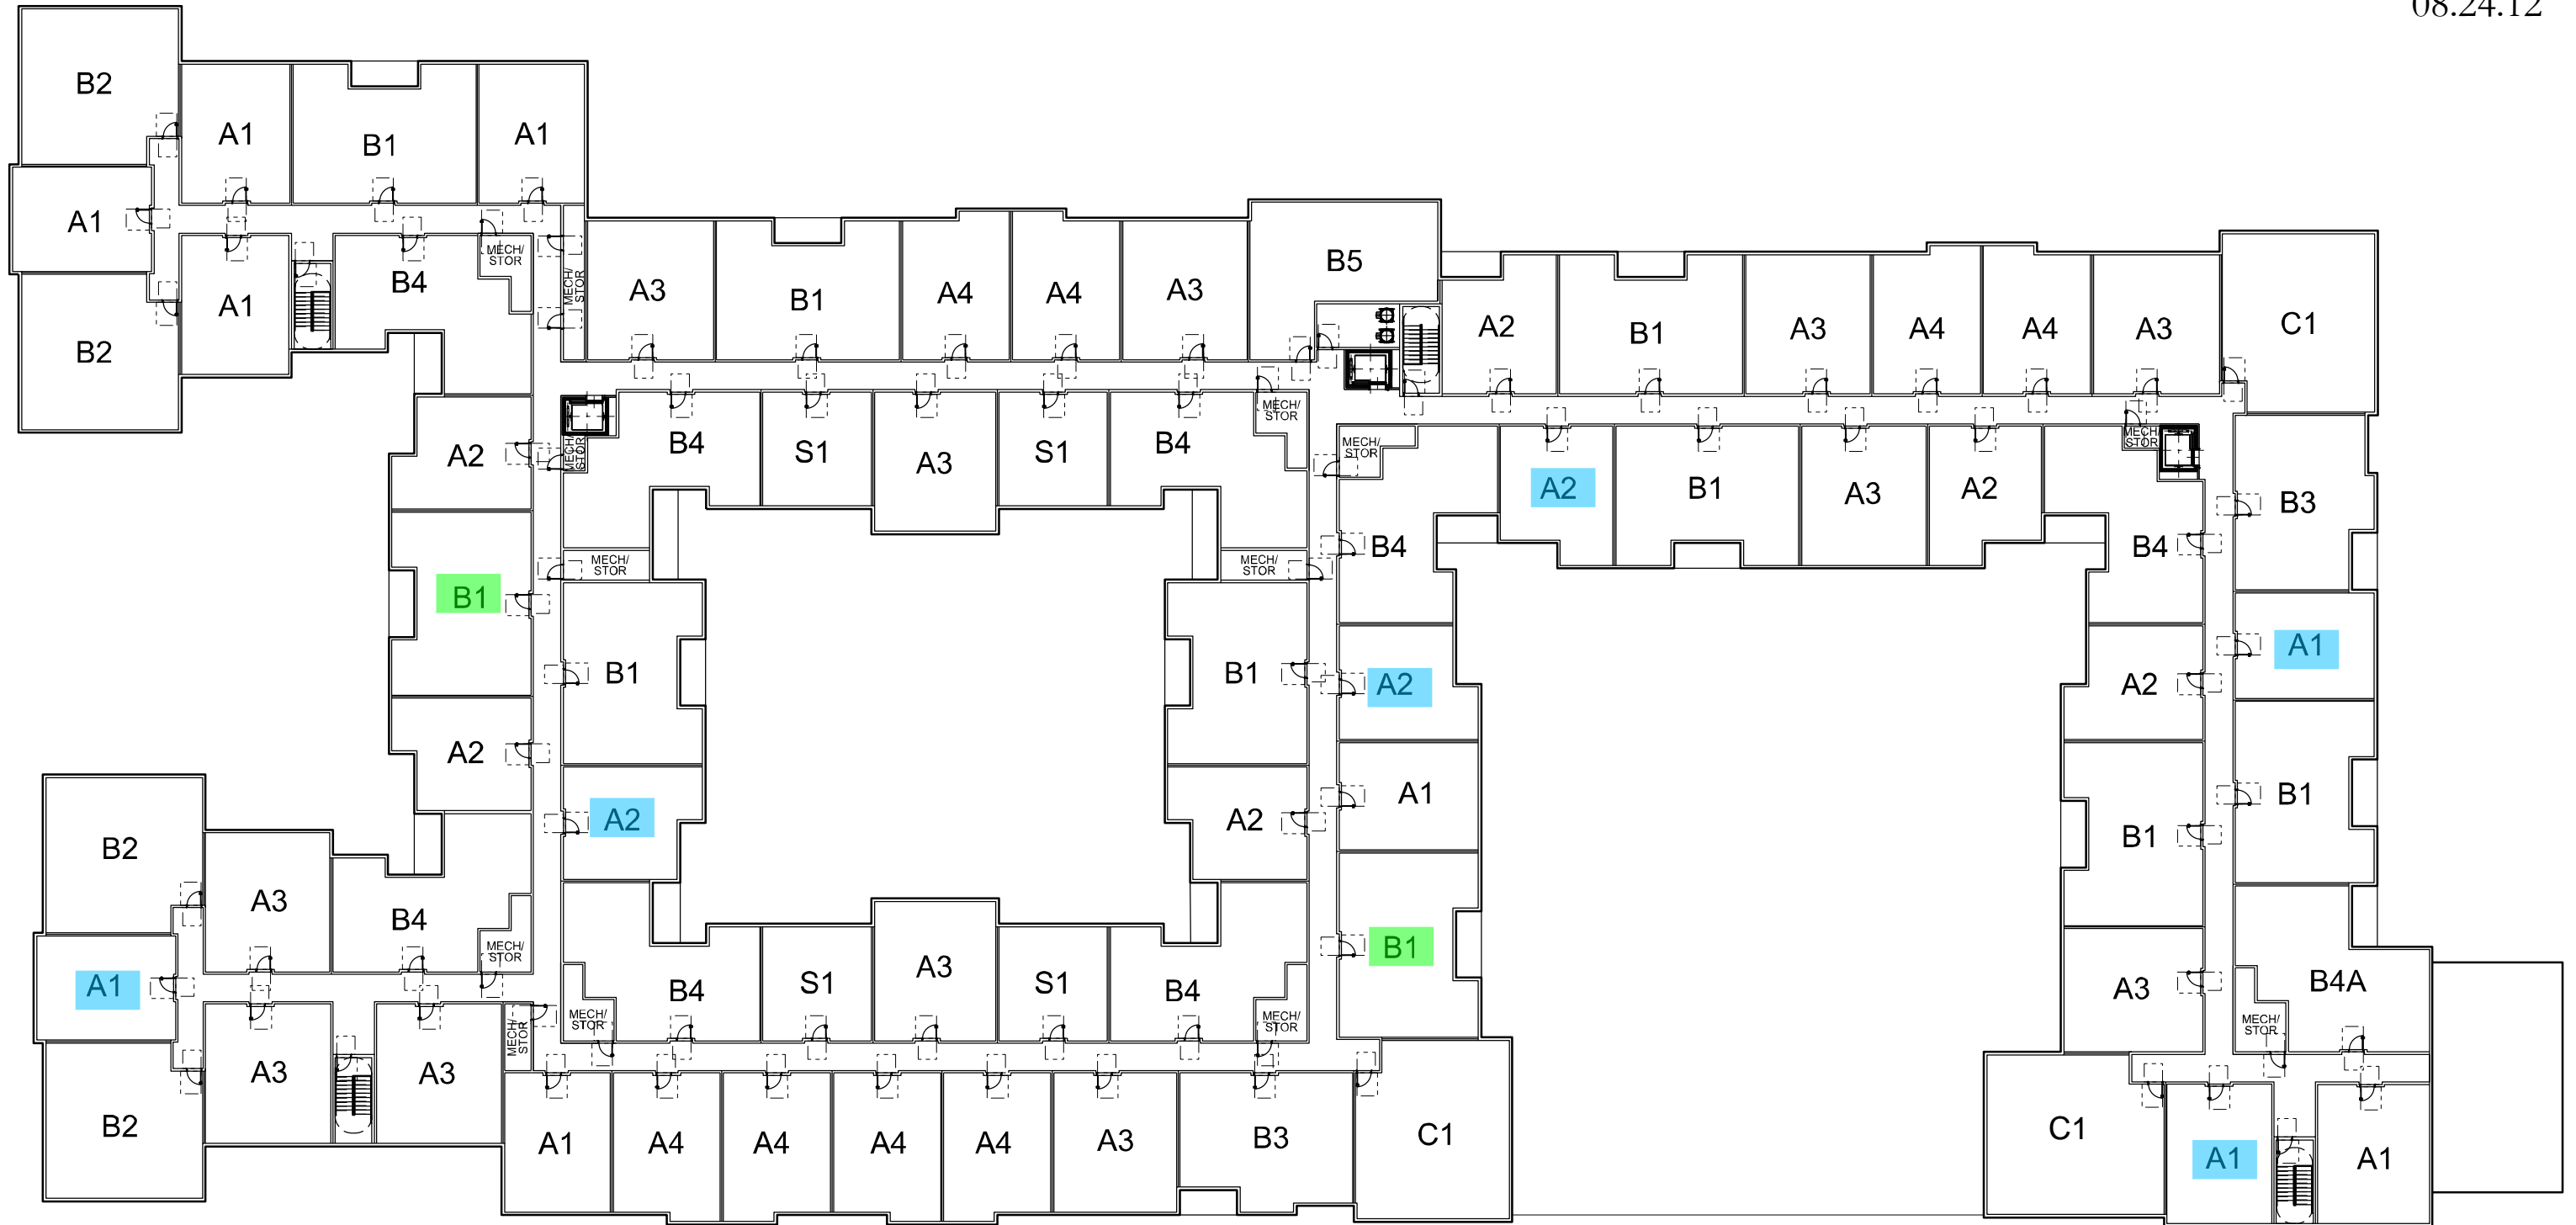 08.24.12
B2
A1
B1
A1
A1
A1
B4
MECH/
STOR
MECH/
STOR
B2
A3
B1
A4
A4
A3
B5
A2
B1
A3
A4
A4
A3
C1
A2
MECH/
STOR
B4
S1
A3
S1
B4
MECH/
STOR
MECH/
STOR
A2
B1
A3
A2
MECH/
STOR
B3
B4
B4
B1
MECH/
STOR
MECH/
STOR
B1
B1
A2
A2
A1
A2
A2
A2
A1
B1
B1
B2
A3
B4
MECH/
STOR
A1
B4
S1
A3
S1
B4
B1
A3
B4A
MECH/
STOR
MECH/
STOR
MECH/
STOR
MECH/
STOR
B2
A3
A3
A1
A4
A4
A4
A4
A3
B3
C1
C1
A1
A1